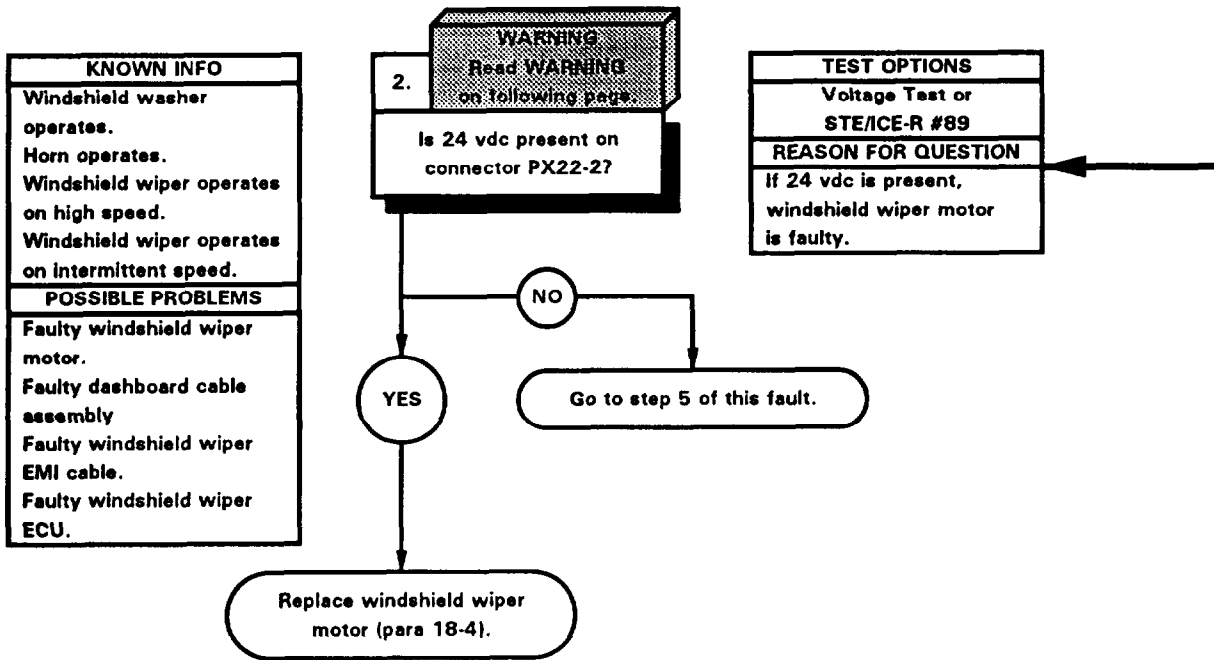 KNOWN INFO
Windshield washer
operates.
Horn operates.
Windshield wiper operates
on high speed.
Windshield wiper operates
on intermittent speed.
POSSIBLE PROBLEMS
Faulty windshield wiper
motor.
Faulty dashboard cable
assembly
Faulty windshield wiper
EMI cable.
Faulty windshield wiper
ECU.
WARNING
Read WARNING
on following page.
2.
Is 24 vdc present on
connector PX22-2?
TEST OPTIONS
Voltage Test or
STE/ICE-R #89
REASON FOR QUESTION
If 24 vdc is present,
windshield wiper motor
is faulty.
NO
YES
Go to step 5 of this fault.
Replace windshield wiper
motor (para 18-4).